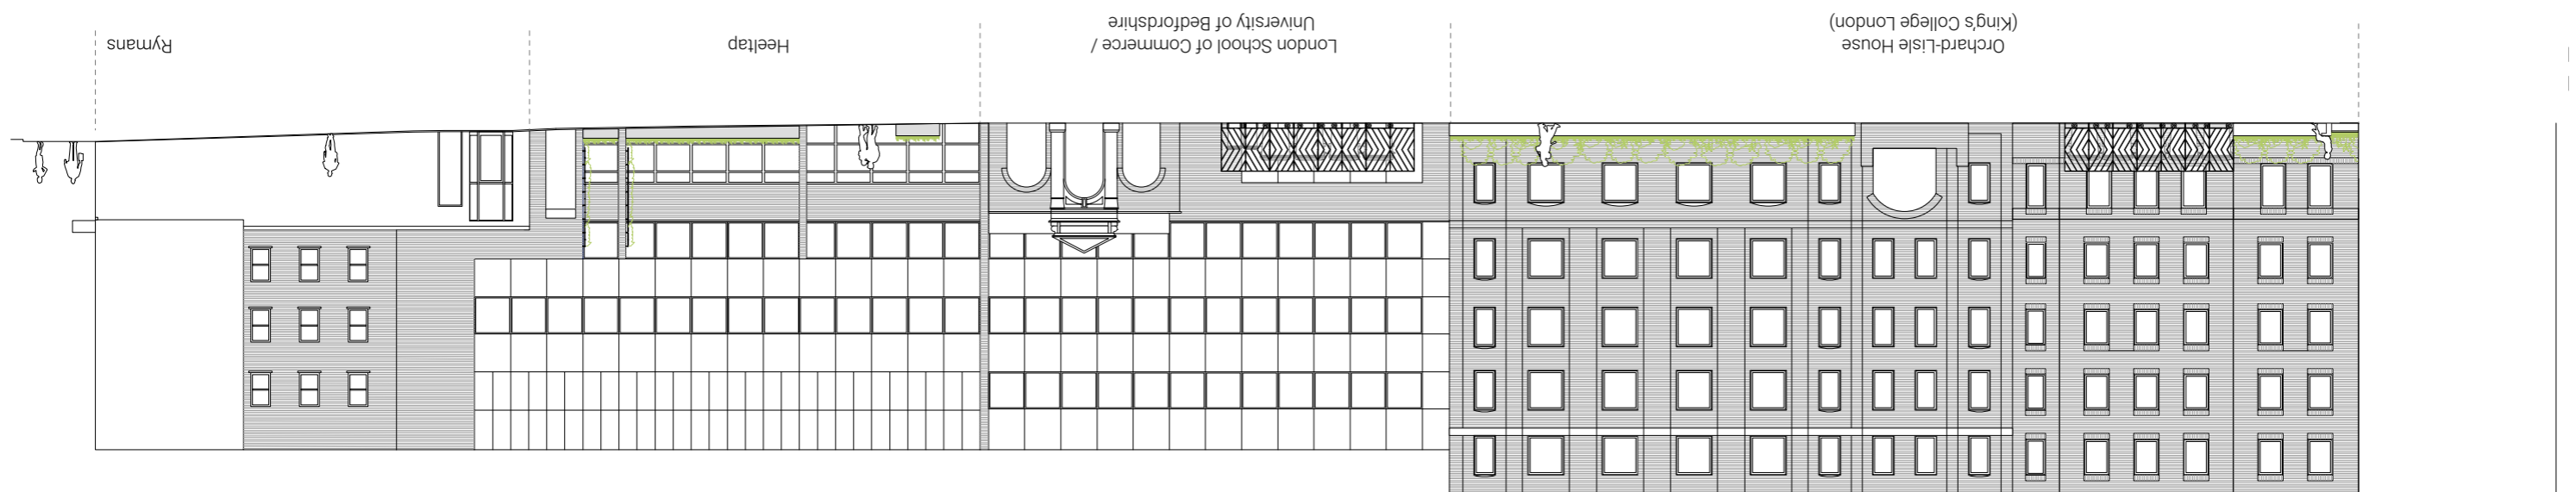 Orchard-Lisle House
(King's College London)
London School of Commerce /
University of Bedfordshire
Heeltap
Rymans